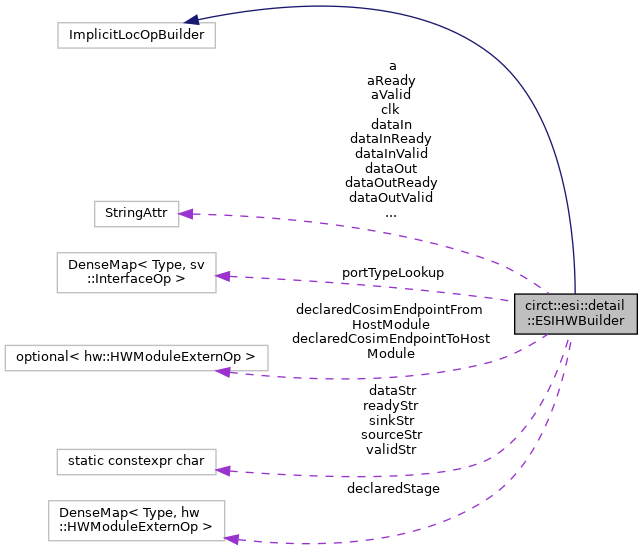 ImplicitLocOpBuilder
a
aReady
aValid
clk
dataIn
dataInReady
dataInValid
dataOut
dataOutReady
dataOutValid
...
StringAttr
DenseMap< Type, sv
::InterfaceOp >
portTypeLookup
circt::esi::detail
::ESIHWBuilder
declaredCosimEndpointFrom
HostModule
declaredCosimEndpointToHost
Module
optional< hw::HWModuleExternOp >
dataStr
readyStr
sinkStr
sourceStr
validStr
static constexpr char
declaredStage
DenseMap< Type, hw
::HWModuleExternOp >